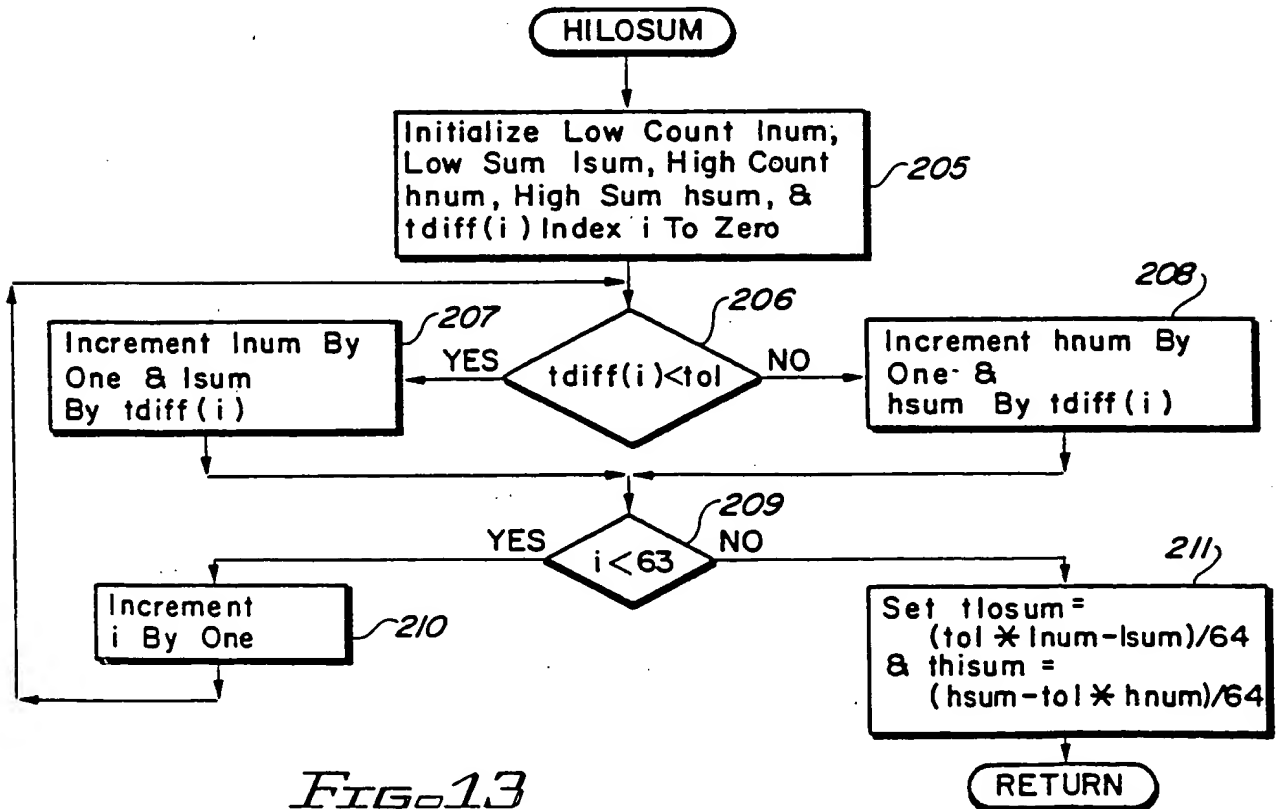 HILOSUM
Initialize Low Count lnum,
Low Sum lsum, High Count
hnum, High Sum hsum, &
tdiff(i) Index i To Zero
205
206
tdiff(i)<tol
YES
NO
207
Increment lnum By
One & lsum
By tdiff(i)
208
Increment hnum By
One &
hsum By tdiff(i)
209
i<63
YES
NO
Increment
i By One
210
211
Set tlosum=
(tol * lnum-lsum)/64
& thisum =
(hsum-tol * hnum)/64
RETURN
FIG. 13